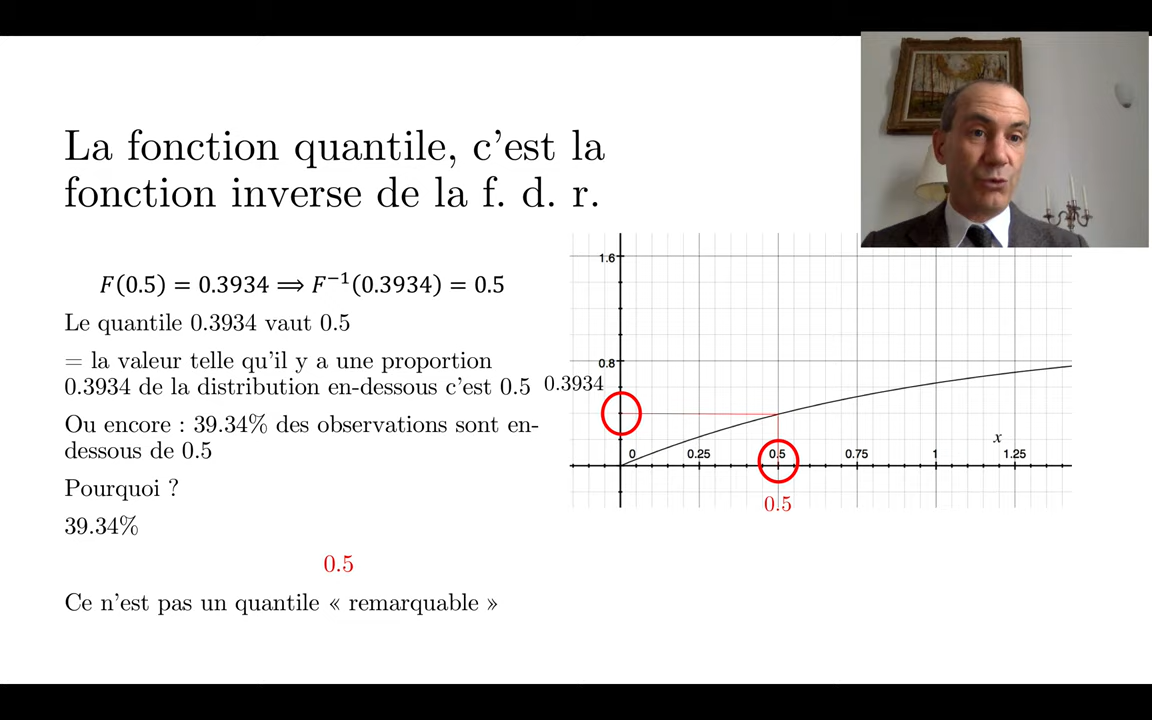 La fonction quantile, c'est la
fonction inverse de la f. d. r.
F(0.5) = 0.3934 ⟹ F⁻¹(0.3934) = 0.5
Le quantile 0.3934 vaut 0.5
= la valeur telle qu'il y a une proportion
0.3934 de la distribution en-dessous c'est 0.5
Ou encore : 39.34% des observations sont en-
dessous de 0.5
Pourquoi ?
39.34%
0.5
Ce n'est pas un quantile « remarquable »
1.6
0.8
0.3934
x
0 0.25 0.5 0.75 1 1.25
0.5